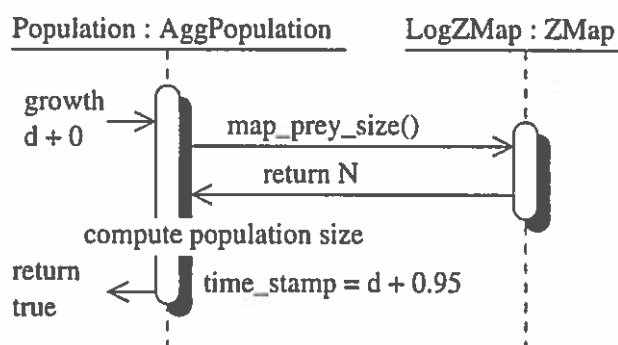 Population : AggPopulation
LogZMap : ZMap
growth
d + 0
map_prey_size()
return N
compute population size
return
true
time_stamp = d + 0.95